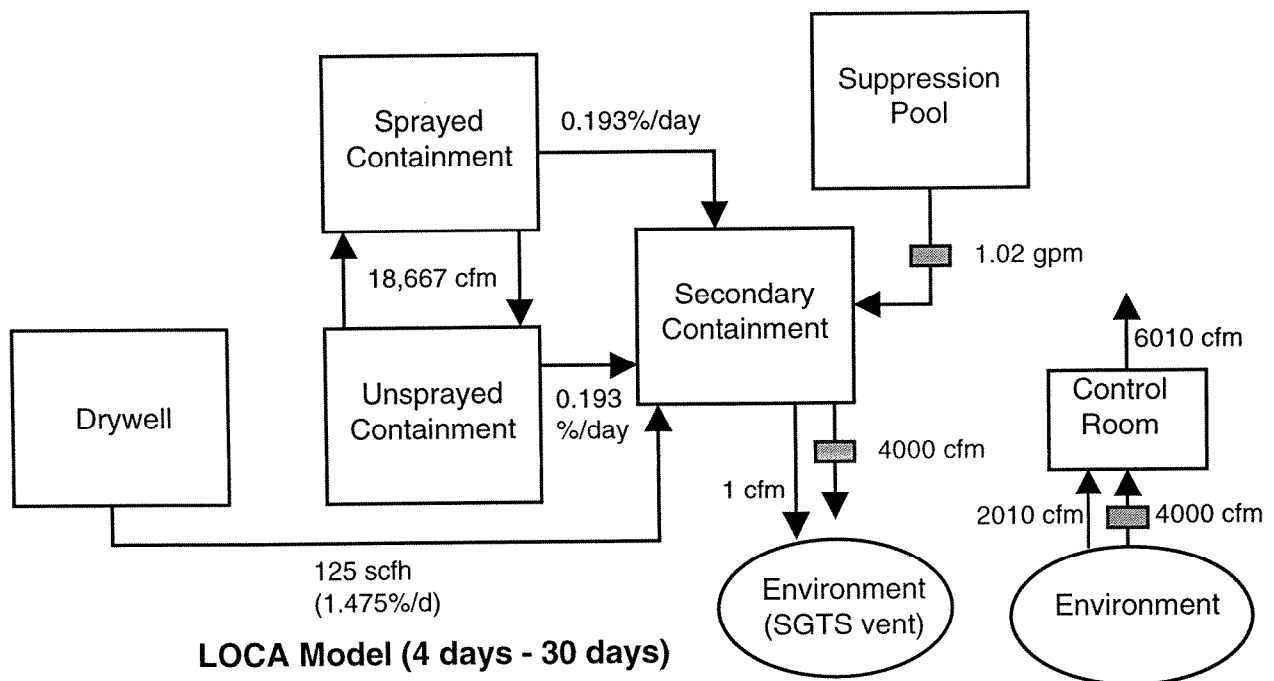 Suppression
Pool
Sprayed
Containment
0.193%/day
1.02 gpm
18,667 cfm
Secondary
Containment
6010 cfm
Drywell
Unsprayed
Containment
0.193
%/day
Control
Room
4000 cfm
1 cfm
2010 cfm
4000 cfm
125 scfh
(1.475%/d)
Environment
(SGTS vent)
Environment
LOCA Model (4 days - 30 days)